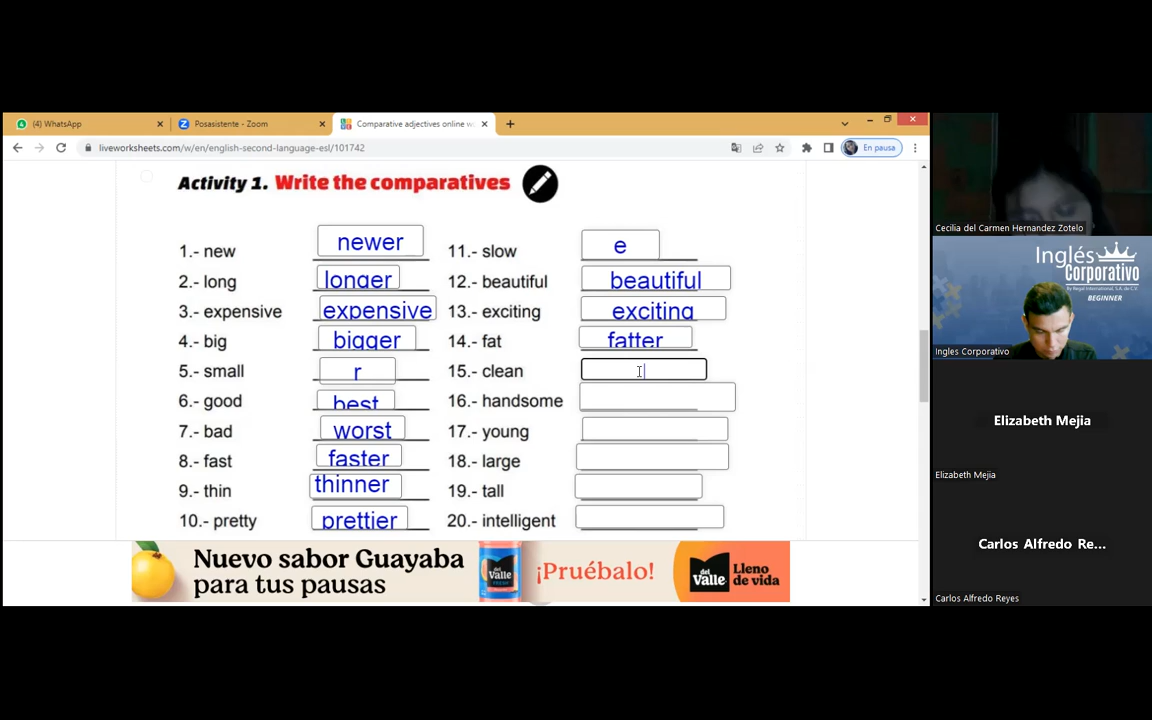 (4) WhatsApp
Posasistente - Zoom
Comparative adjectives online w
liveworksheets.com/w/en/english-second-language-esl/101742
En pausa
Activity 1. Write the comparatives
1.- new newer
2.- long longer
3.- expensive expensive
4.- big bigger
5.- small r
6.- good best
7.- bad worst
8.- fast faster
9.- thin thinner
10.- pretty prettier
11.- slow e
12.- beautiful beautiful
13.- exciting exciting
14.- fat fatter
15.- clean
16.- handsome
17.- young
18.- large
19.- tall
20.- intelligent
Nuevo sabor Guayaba
para tus pausas
del Valle
FRESH
¡Pruébalo!
del Valle
Lleno
de vida
Cecilia del Carmen Hernandez Zotelo
Inglés
Corporativo
By Regal International, S.A. de C.V.
BEGINNER
Ingles Corporativo
Elizabeth Mejia
Elizabeth Mejia
Carlos Alfredo Re...
Carlos Alfredo Reyes